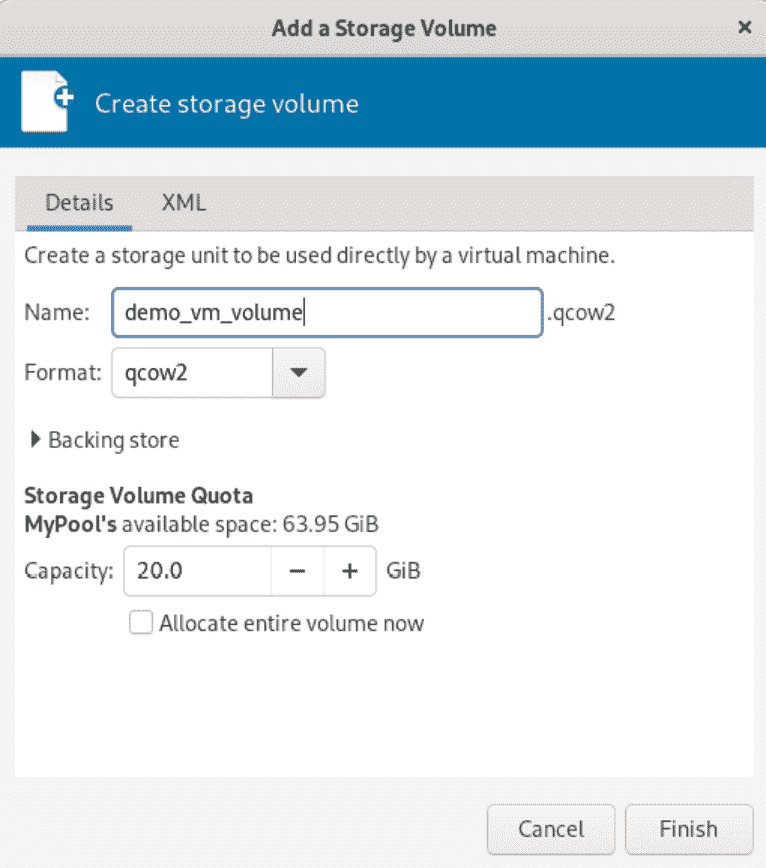 Add a Storage Volume ×
Create storage volume
Details XML
Create a storage unit to be used directly by a virtual machine.
Name: demo_vm_volume .qcow2
Format: qcow2
Backing store
Storage Volume Quota
MyPool's available space: 63.95 GiB
Capacity: 20.0 − + GiB
Allocate entire volume now
Cancel Finish